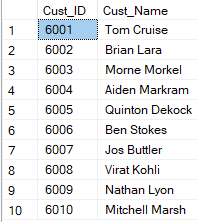 Cust_ID Cust_Name
1 6001 Tom Cruise
2 6002 Brian Lara
3 6003 Morne Morkel
4 6004 Aiden Markram
5 6005 Quinton Dekock
6 6006 Ben Stokes
7 6007 Jos Buttler
8 6008 Virat Kohli
9 6009 Nathan Lyon
10 6010 Mitchell Marsh